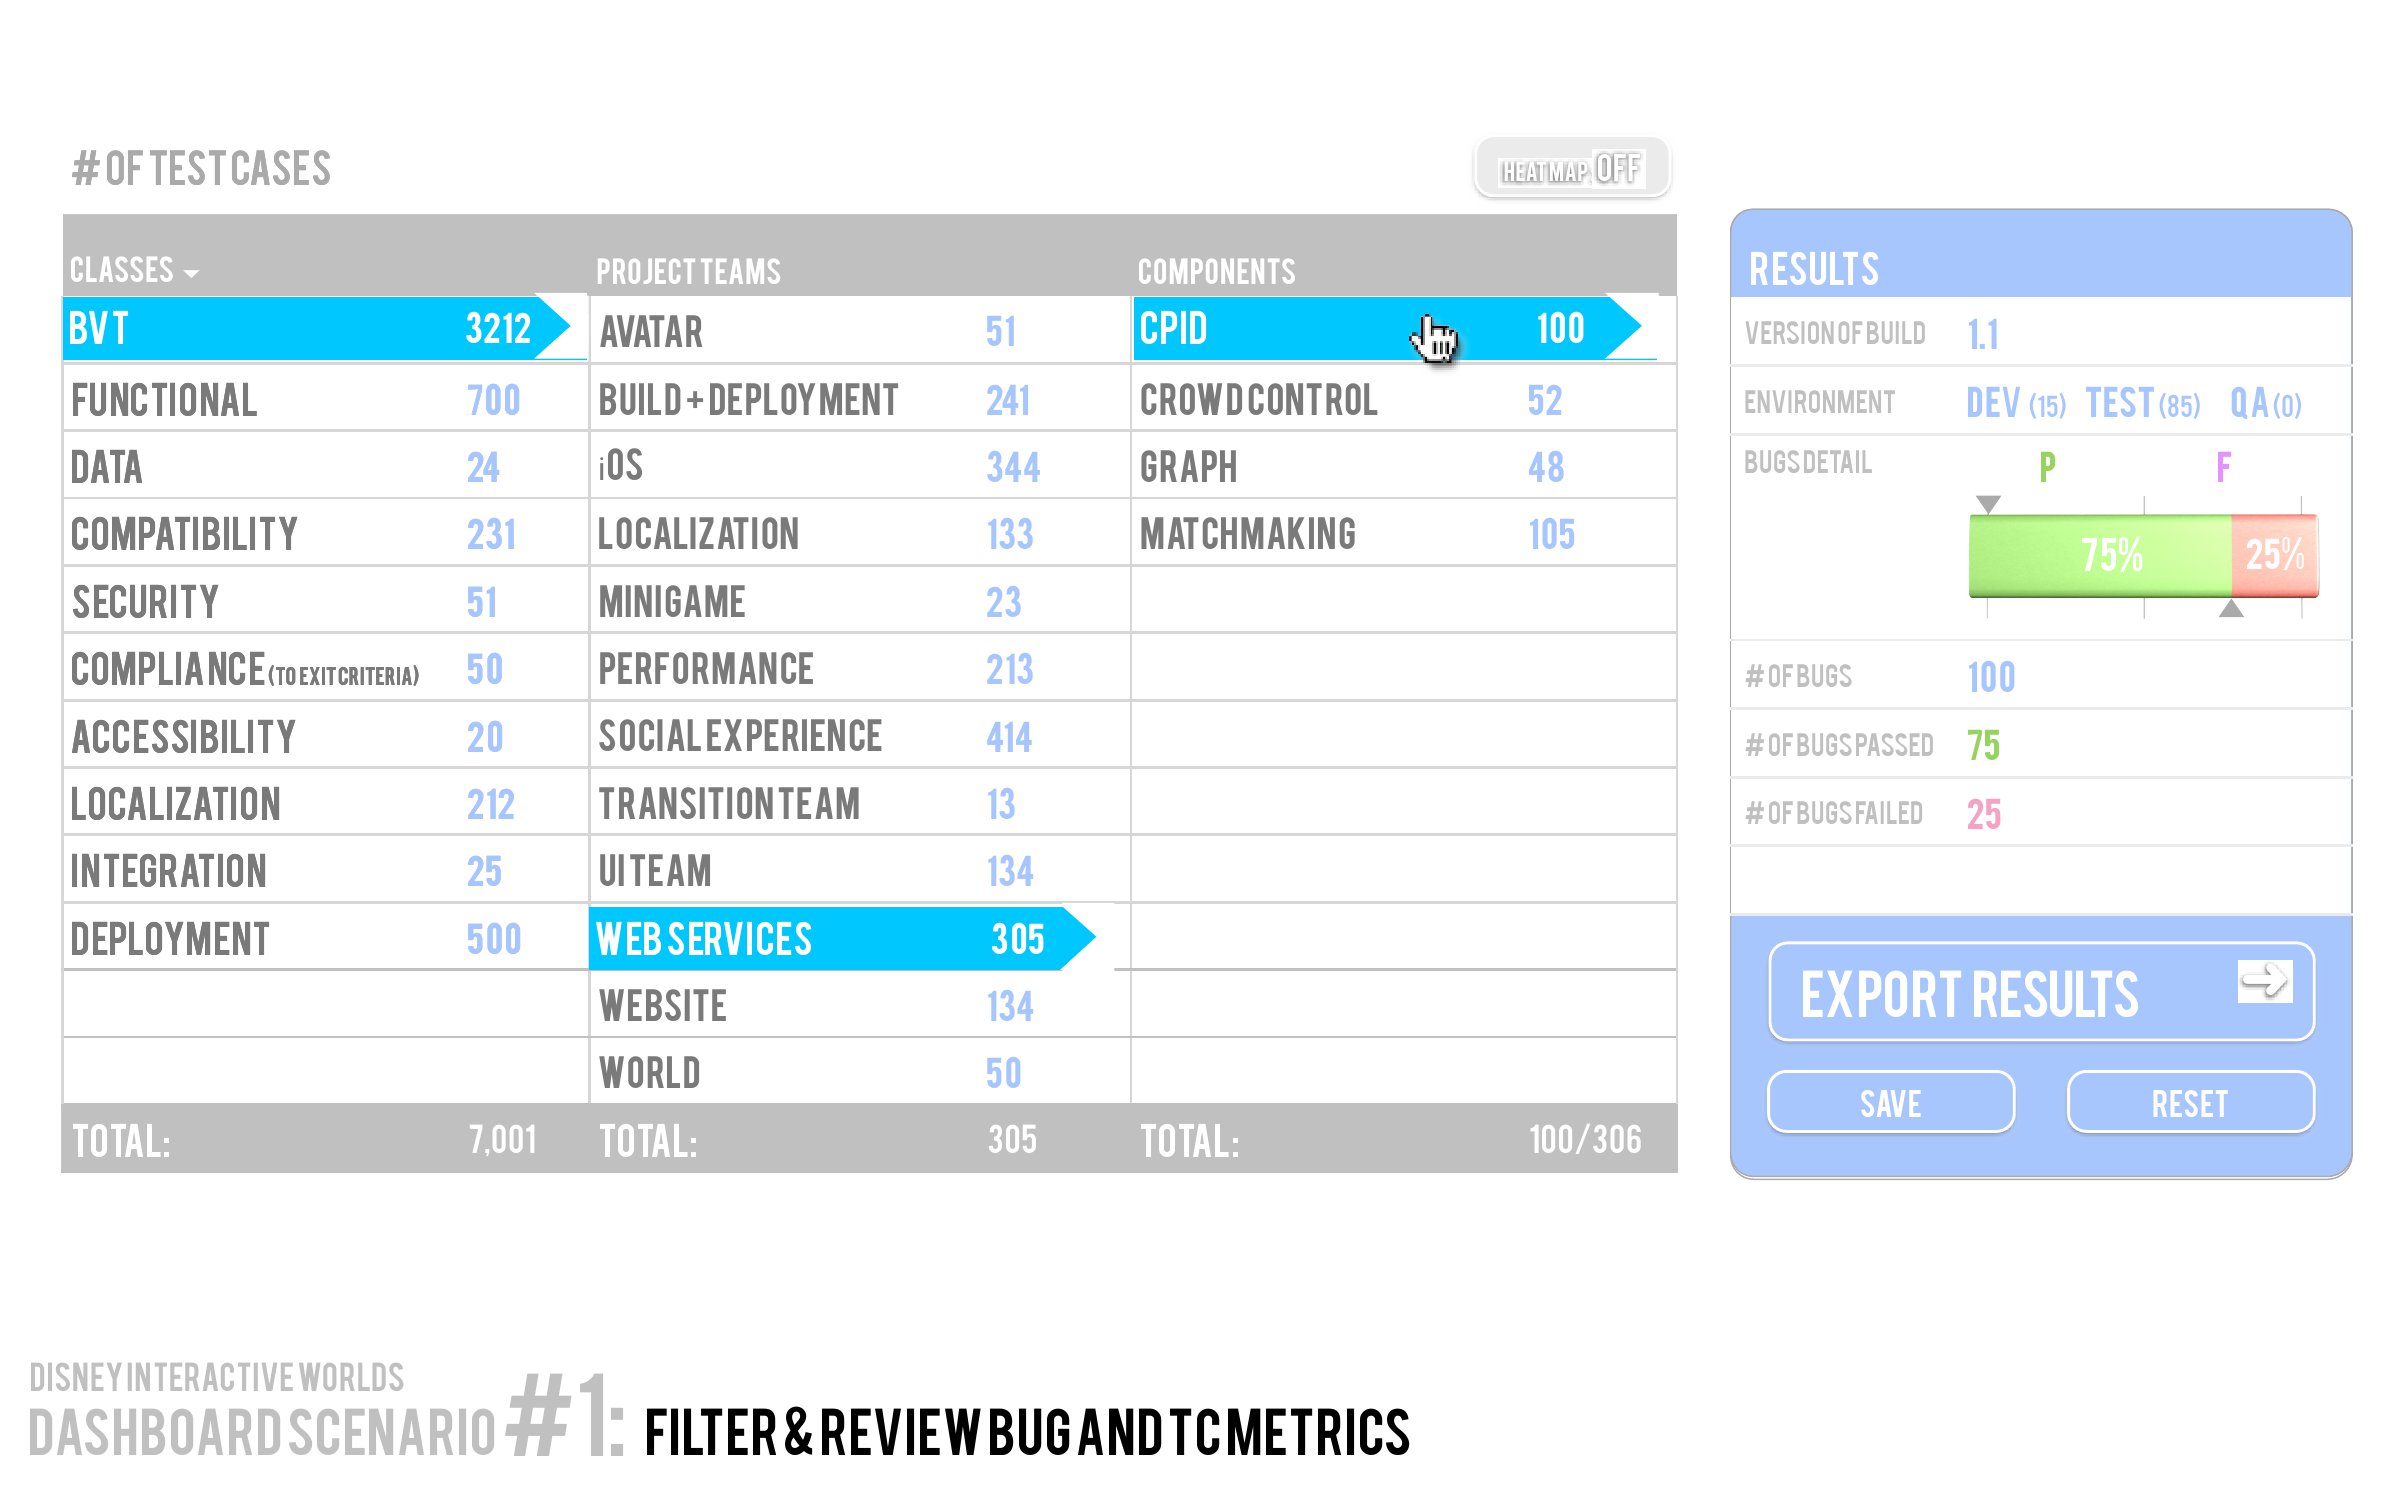 # OF TEST CASES
HEATMAP OFF
CLASSES PROJECT TEAMS COMPONENTS
BVT 3212 AVATAR 51 CPID 100
FUNCTIONAL 700 BUILD + DEPLOYMENT 241 CROWD CONTROL 52
DATA 24 iOS 344 GRAPH 48
COMPATIBILITY 231 LOCALIZATION 133 MATCHMAKING 105
SECURITY 51 MINIGAME 23
COMPLIANCE (TO EXIT CRITERIA) 50 PERFORMANCE 213
ACCESSIBILITY 20 SOCIAL EXPERIENCE 414
LOCALIZATION 212 TRANSITION TEAM 13
INTEGRATION 25 UI TEAM 134
DEPLOYMENT 500 WEB SERVICES 305
WEBSITE 134
WORLD 50
TOTAL: 7,001 TOTAL: 305 TOTAL: 100/306
RESULTS
VERSION OF BUILD 1.1
ENVIRONMENT DEV (15) TEST (85) QA (0)
BUGS DETAIL P F
75% 25%
# OF BUGS 100
# OF BUGS PASSED 75
# OF BUGS FAILED 25
EXPORT RESULTS
SAVE RESET
DISNEY INTERACTIVE WORLDS
DASHBOARD SCENARIO #1: FILTER & REVIEW BUG AND TC METRICS